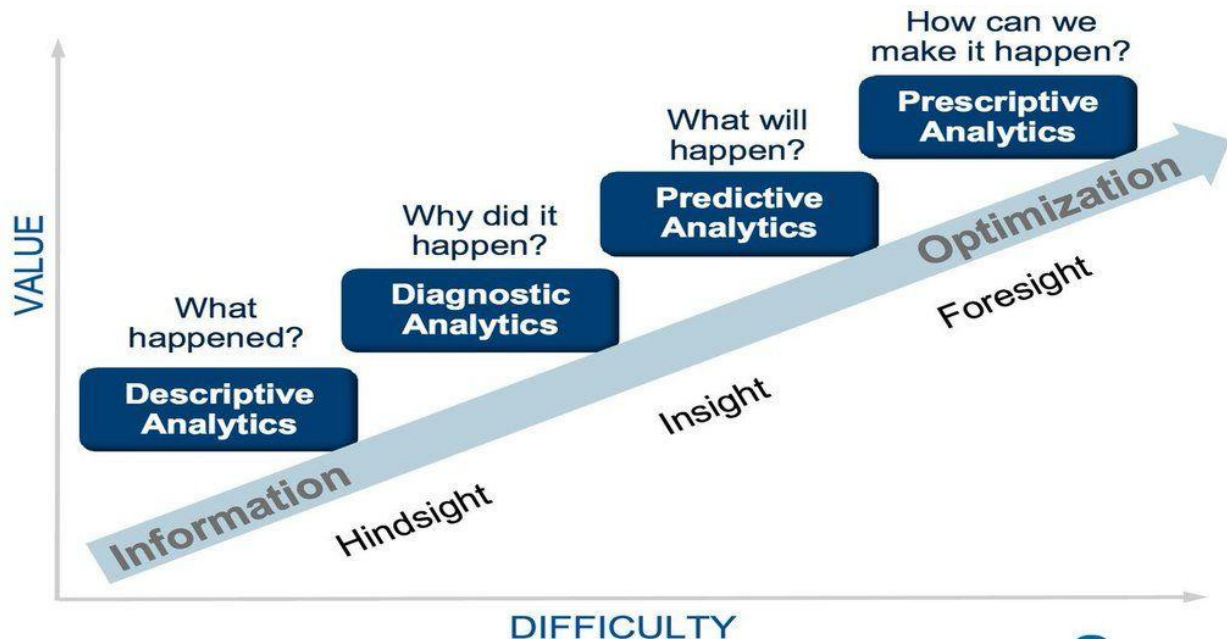 How can we
make it happen?
Prescriptive
Analytics
What will
happen?
Predictive
Analytics
Why did it
happen?
Diagnostic
Analytics
What
happened?
Descriptive
Analytics
VALUE
Information
Optimization
Hindsight
Insight
Foresight
DIFFICULTY